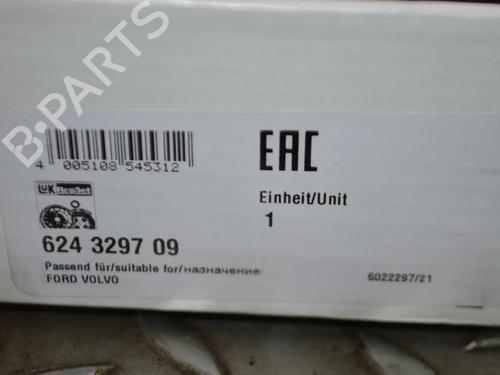 B-PARTS
4 005108 545312
EAC
LUK RepSet
Einheit/Unit
1
624 3297 09
Passend für/suitable for/назначение
FORD VOLVO
6022297/21